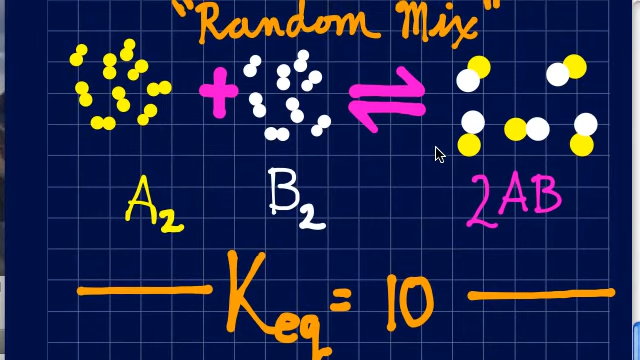 "Random Mix"
+ ⇌
A₂ B₂ 2AB
Keq = 10